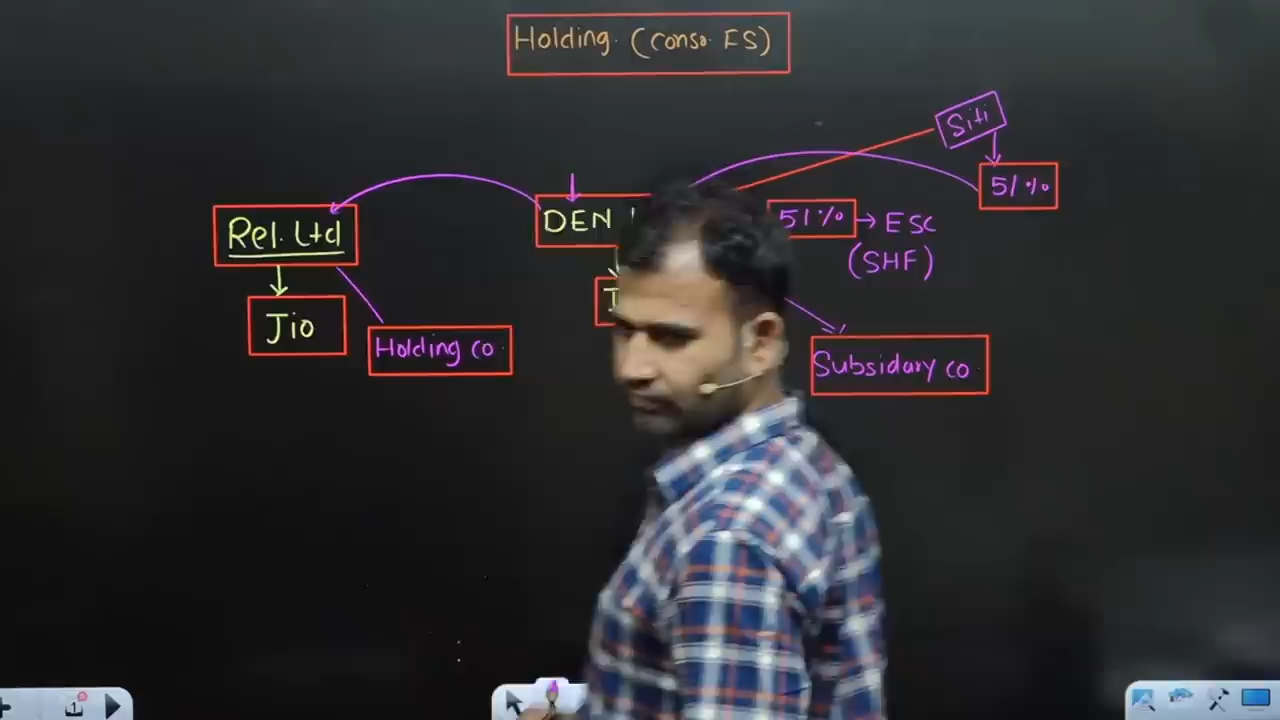 Holding. (Conso. FS)
Siti
51%
Rel. Ltd
DEN
51% → ESC
(SHF)
Jio
Holding co.
Subsidary co.